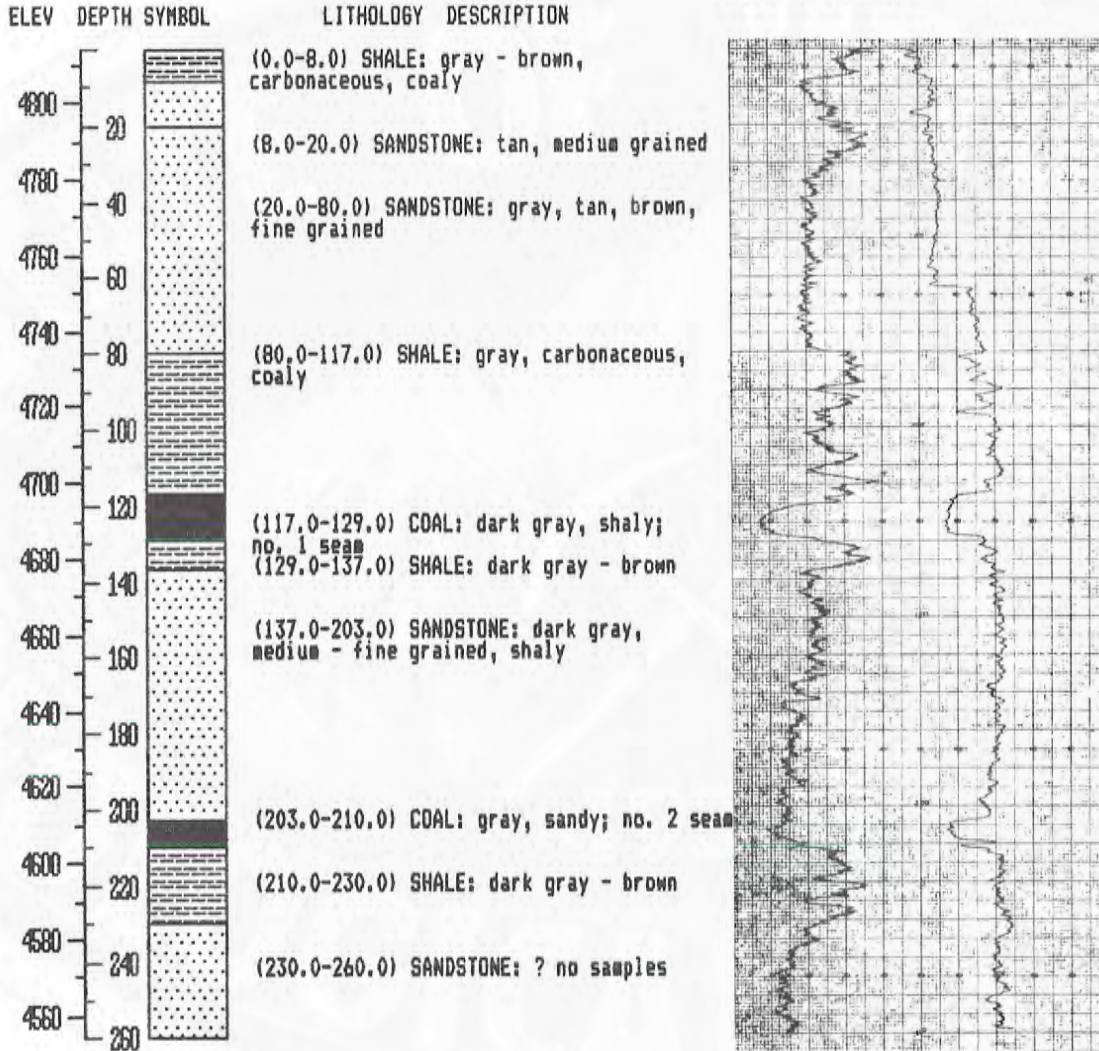 ELEV DEPTH SYMBOL LITHOLOGY DESCRIPTION
(0.0-8.0) SHALE: gray - brown,
carbonaceous, coaly
4800
20
(8.0-20.0) SANDSTONE: tan, medium grained
4780
40
(20.0-80.0) SANDSTONE: gray, tan, brown,
fine grained
4760
60
4740
80
(80.0-117.0) SHALE: gray, carbonaceous,
coaly
4720
100
4700
120
(117.0-129.0) COAL: dark gray, shaly;
no. 1 seam
4680
(129.0-137.0) SHALE: dark gray - brown
140
4660
(137.0-203.0) SANDSTONE: dark gray,
medium - fine grained, shaly
160
4640
180
4620
200
(203.0-210.0) COAL: gray, sandy; no. 2 seam
4600
220
(210.0-230.0) SHALE: dark gray - brown
4580
240
(230.0-260.0) SANDSTONE: ? no samples
4560
260